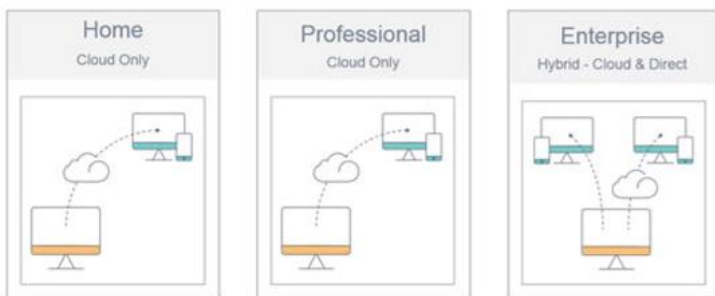 Home
Cloud Only
Professional
Cloud Only
Enterprise
Hybrid - Cloud & Direct